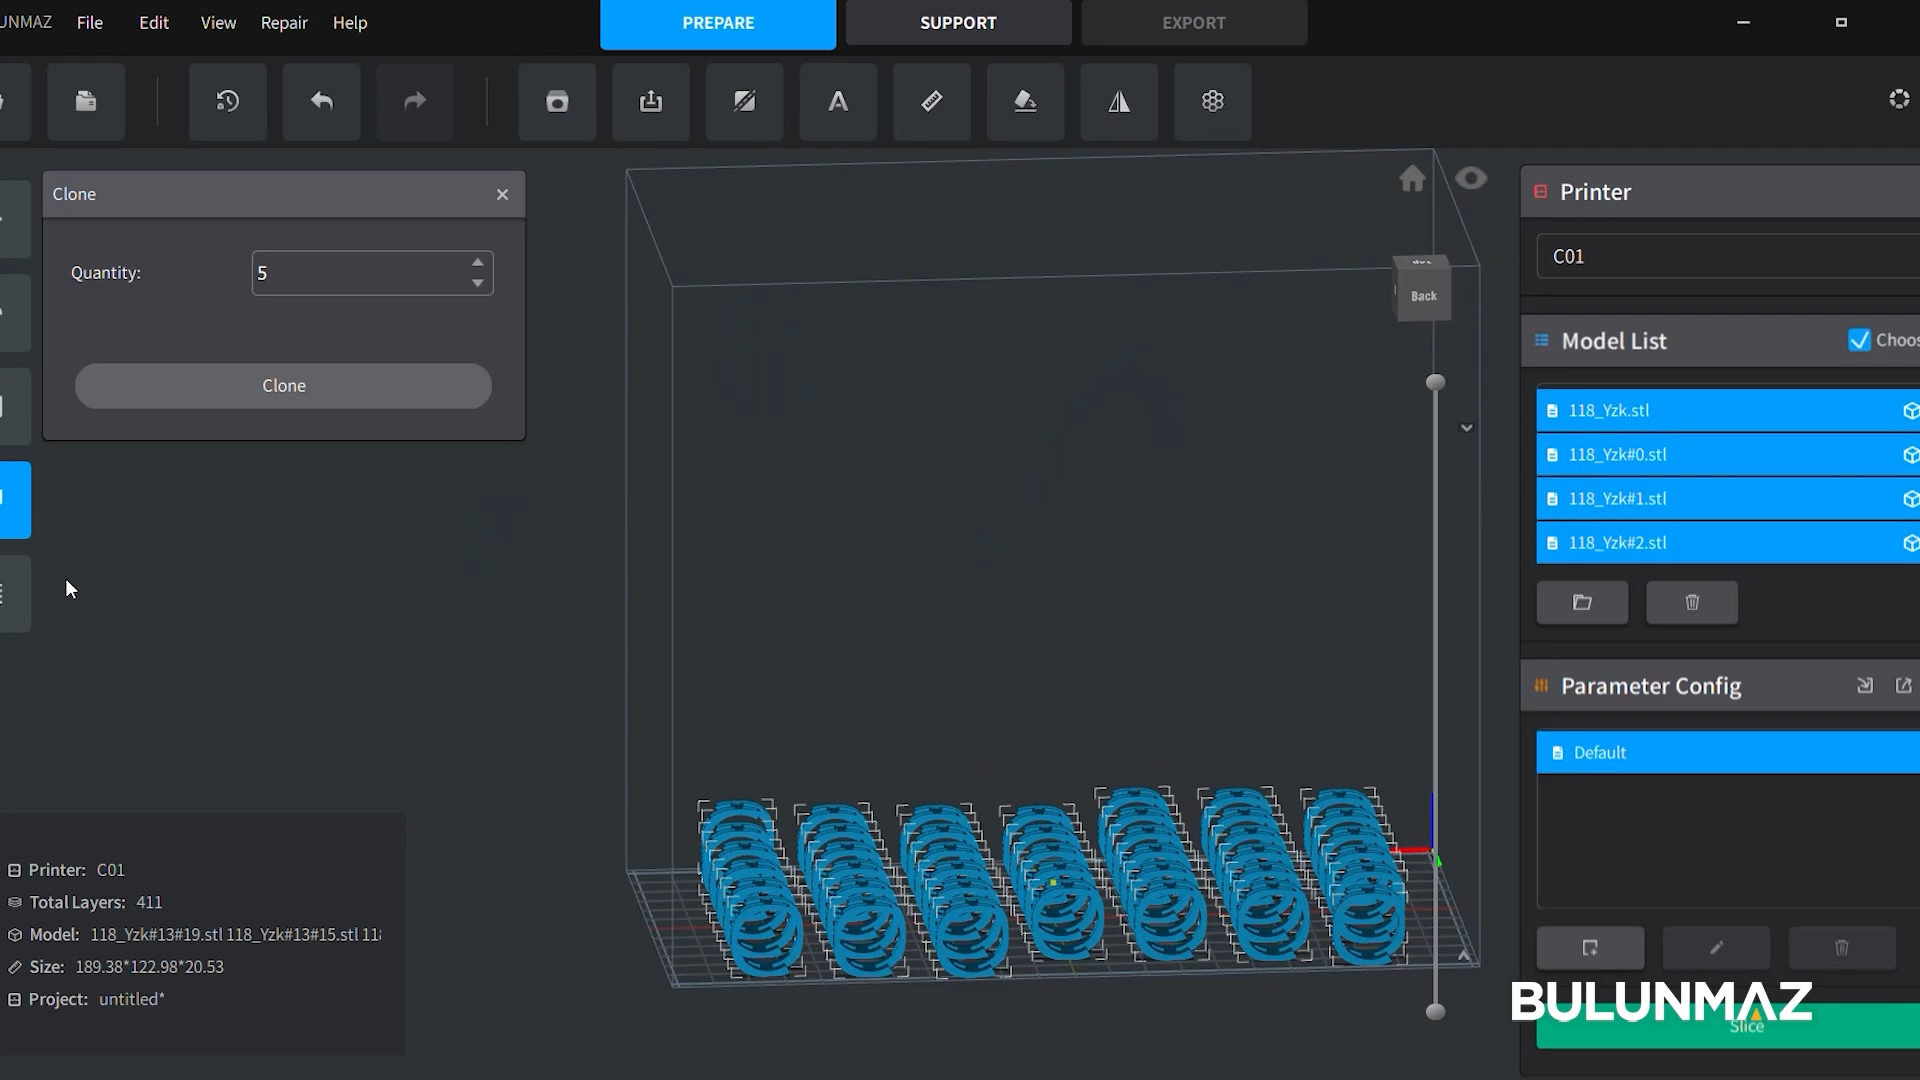 UNMAZ File Edit View Repair Help
PREPARE SUPPORT EXPORT
Clone
Quantity: 5
Clone
Back
Printer
C01
Model List
Choos
118_Yzk.stl
118_Yzk#0.stl
118_Yzk#1.stl
118_Yzk#2.stl
Parameter Config
Default
Printer: C01
Total Layers: 411
Model: 118_Yzk#13#19.stl 118_Yzk#13#15.stl 118
Size: 189.38*122.98*20.53
Project: untitled*
BULUNMAZ
Slice